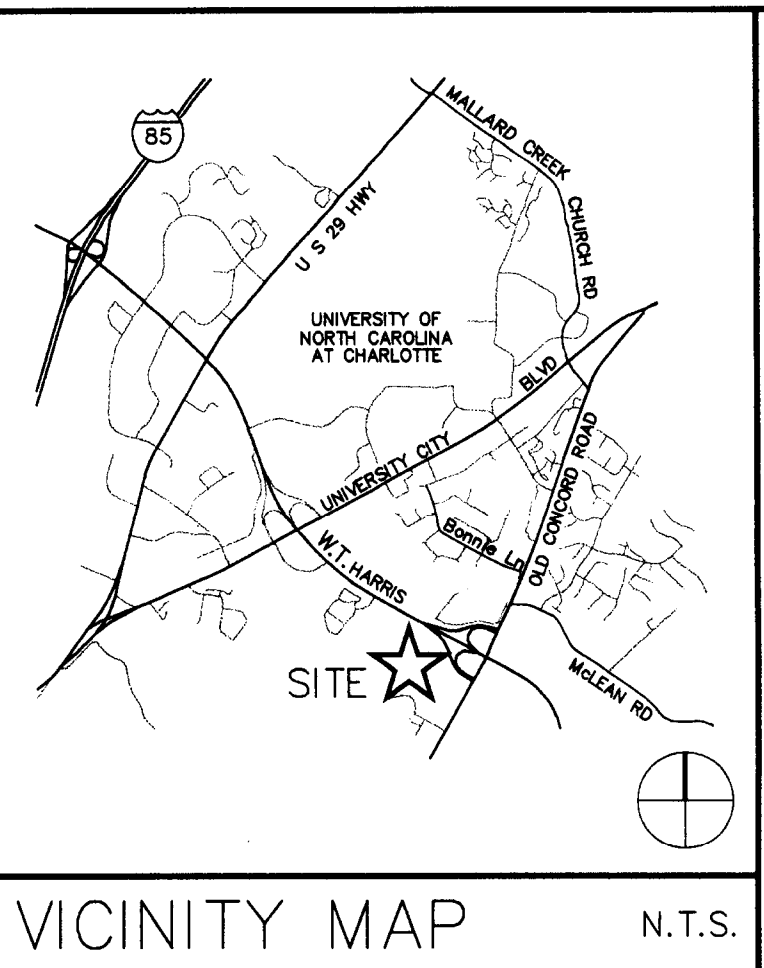 85
MALLARD CREEK
CHURCH RD
U S 29 HWY
UNIVERSITY OF
NORTH CAROLINA
AT CHARLOTTE
UNIVERSITY CITY
BLVD
OLD CONCORD ROAD
Bonnie Ln
W.T. HARRIS
SITE
McLEAN RD
VICINITY MAP
N.T.S.